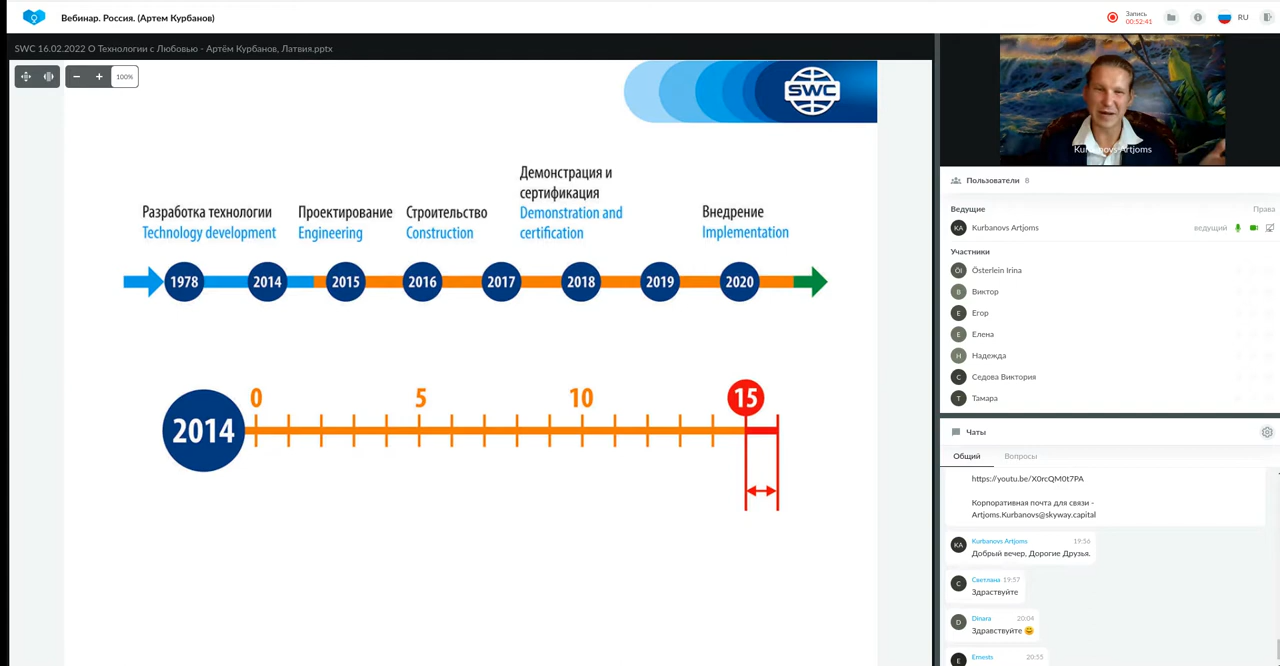 Вебинар. Россия. (Артем Курбанов)
Запись
00:52:41
RU
SWC 16.02.2022 О Технологии с Любовью - Артём Курбанов, Латвия.pptx
100%
SWC
Разработка технологии
Technology development
Проектирование
Engineering
Строительство
Construction
Демонстрация и
сертификация
Demonstration and
certification
Внедрение
Implementation
1978
2014
2015
2016
2017
2018
2019
2020
0
5
10
15
2014
Kurbanovs Artjoms
Пользователи 8
Ведущие
Права
KA
Kurbanovs Artjoms
ведущий
Участники
ÖI
Österlein Irina
В
Виктор
Е
Егор
Е
Елена
Н
Надежда
С
Седова Виктория
Т
Тамара
Чаты
Общий
Вопросы
https://youtu.be/X0rcQM0t7PA
Корпоративная почта для связи -
Artjoms.Kurbanovs@skyway.capital
KA
Kurbanovs Artjoms 19:56
Добрый вечер, Дорогие Друзья.
С
Светлана 19:57
Здраствуйте
D
Dinara 20:04
Здравствуйте 😊
E
Ernests 20:55